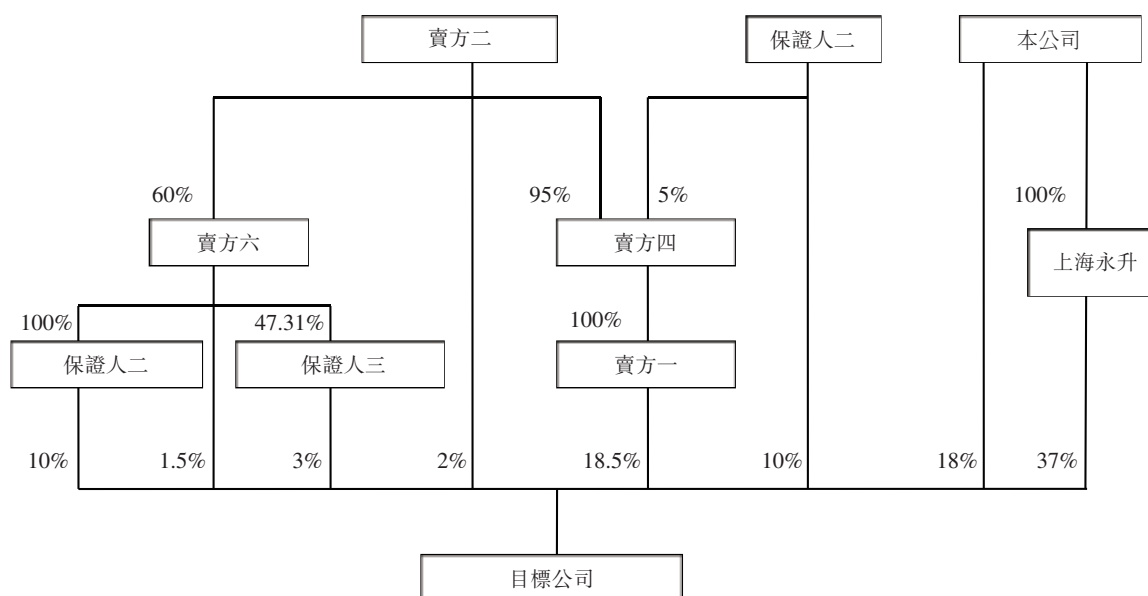 賣方二
保證人二
本公司
60%
95%
5%
100%
賣方六
賣方四
上海永升
100%
47.31%
100%
保證人二
保證人三
賣方一
10%
1.5%
3%
2%
18.5%
10%
18%
37%
目標公司